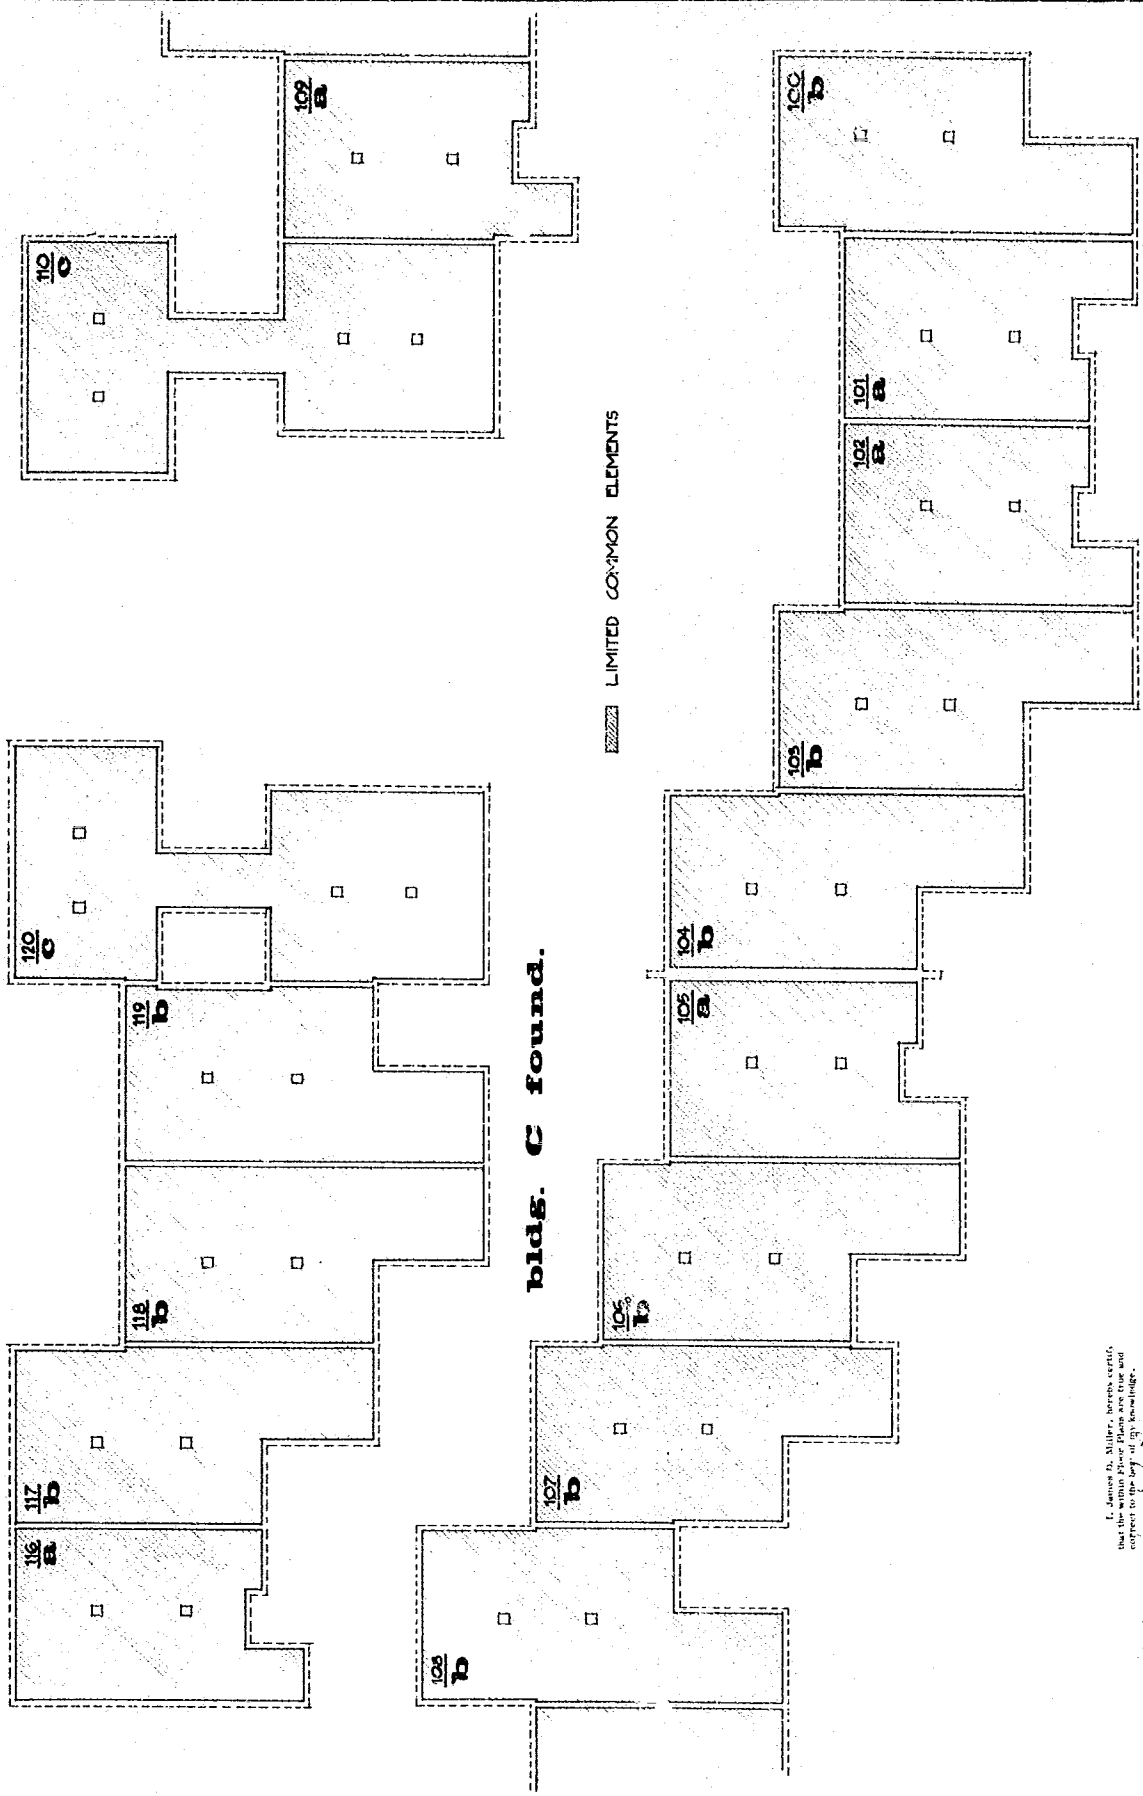 116
a
117
b
118
b
119
b
120
c
110
c
109
a
bldg. C found.
LIMITED COMMON ELEMENTS
108
b
107
b
106
b
105
a
104
b
103
b
102
a
101
a
100
b
I, James D. Miller, hereby certify
that the within Floor Plans are true and
correct to the best of my knowledge.